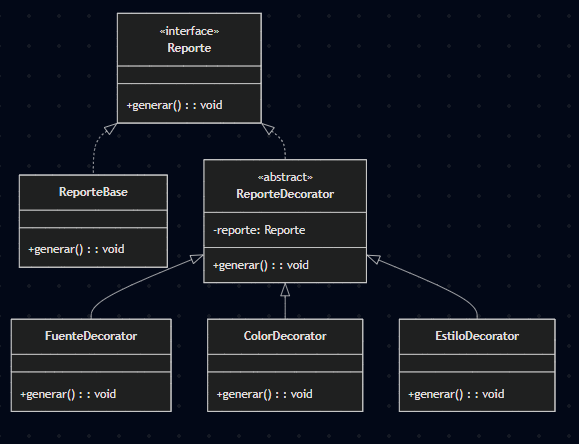 «interface»
Reporte
+generar() : : void
ReporteBase
+generar() : : void
«abstract»
ReporteDecorator
-reporte: Reporte
+generar() : : void
FuenteDecorator
+generar() : : void
ColorDecorator
+generar() : : void
EstiloDecorator
+generar() : : void